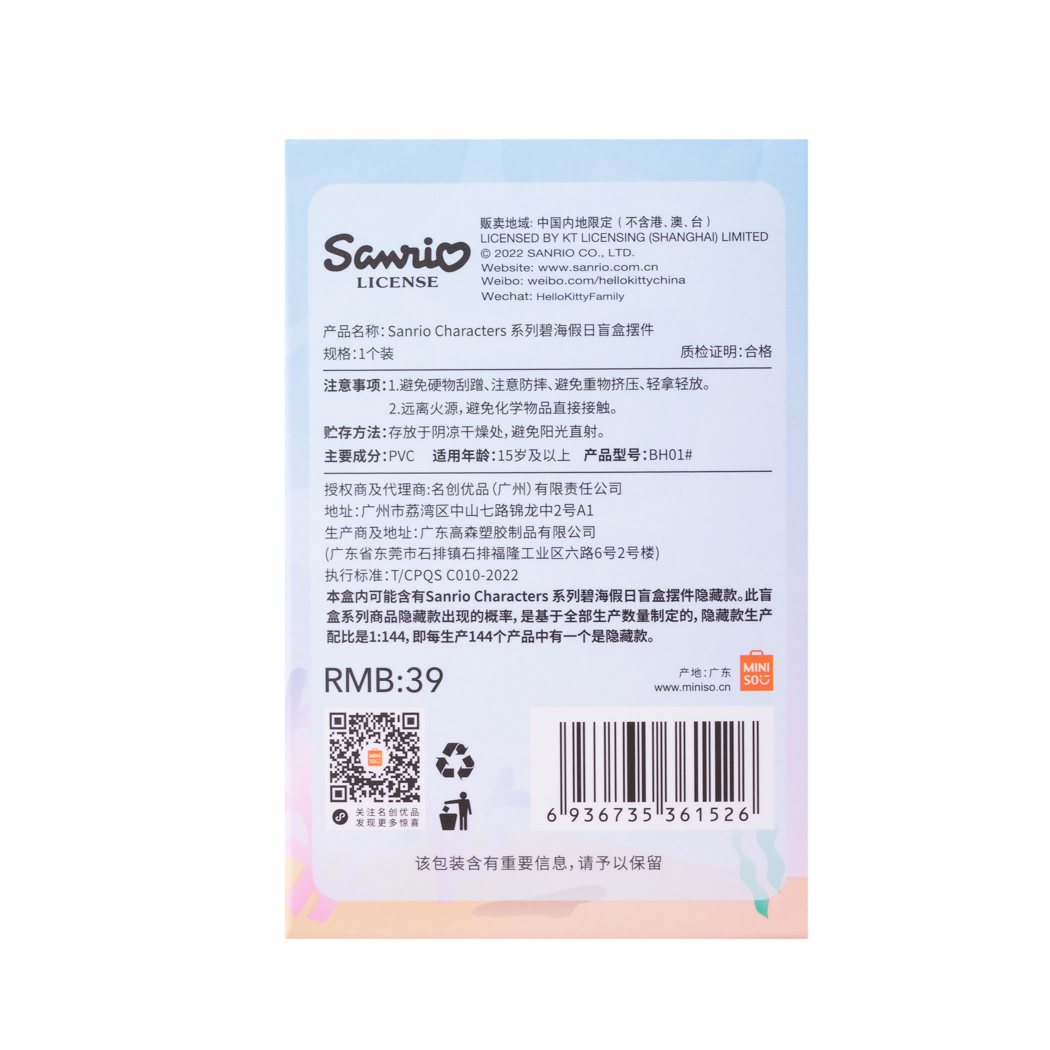 Sanrio
LICENSE
贩卖地域: 中国内地限定 ( 不含港、澳、台 )
LICENSED BY KT LICENSING (SHANGHAI) LIMITED
© 2022 SANRIO CO., LTD.
Website: www.sanrio.com.cn
Weibo: weibo.com/hellokittychina
Wechat: HelloKittyFamily
产品名称: Sanrio Characters 系列碧海假日盲盒摆件
规格:1个装 质检证明:合格
注意事项:1.避免硬物刮蹭、注意防摔、避免重物挤压、轻拿轻放。
2.远离火源,避免化学物品直接接触。
贮存方法:存放于阴凉干燥处,避免阳光直射。
主要成分:PVC 适用年龄:15岁及以上 产品型号:BH01#
授权商及代理商:名创优品(广州)有限责任公司
地址:广州市荔湾区中山七路锦龙中2号A1
生产商及地址:广东高森塑胶制品有限公司
(广东省东莞市石排镇石排福隆工业区六路6号2号楼)
执行标准:T/CPQS C010-2022
本盒内可能含有Sanrio Characters 系列碧海假日盲盒摆件隐藏款。此盲
盒系列商品隐藏款出现的概率,是基于全部生产数量制定的,隐藏款生产
配比是1:144,即每生产144个产品中有一个是隐藏款。
RMB:39
产地:广东
www.miniso.cn
MINI
SO
MINI
SO
关注名创优品
发现更多惊喜
6 936735 361526
该包装含有重要信息,请予以保留